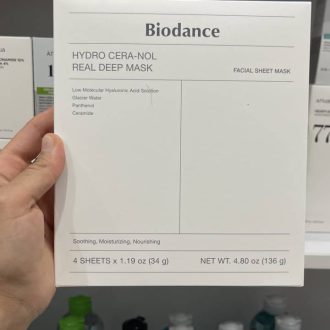 Biodance
HYDRO CERA-NOL
REAL DEEP MASK
FACIAL SHEET MASK
Low Molecular Hyaluronic Acid Solution
Glacier Water
Panthenol
Ceramide
Soothing, Moisturizing, Nourishing
4 SHEETS x 1.19 oz (34 g)
NET WT. 4.80 oz (136 g)
77